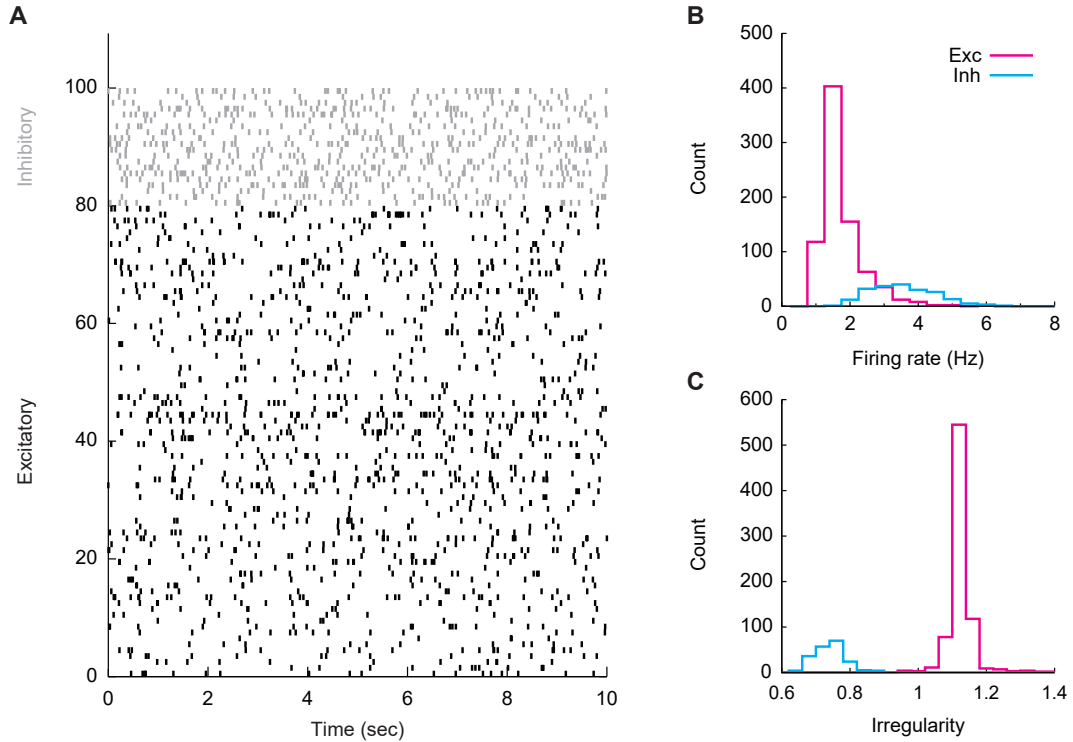 A
Inhibitory
Excitatory
100
80
60
40
20
0
0 2 4 6 8 10
Time (sec)
B
Count
500
400
300
200
100
0
Exc
Inh
0 2 4 6 8
Firing rate (Hz)
C
Count
600
500
400
300
200
100
0
0.6 0.8 1 1.2 1.4
Irregularity